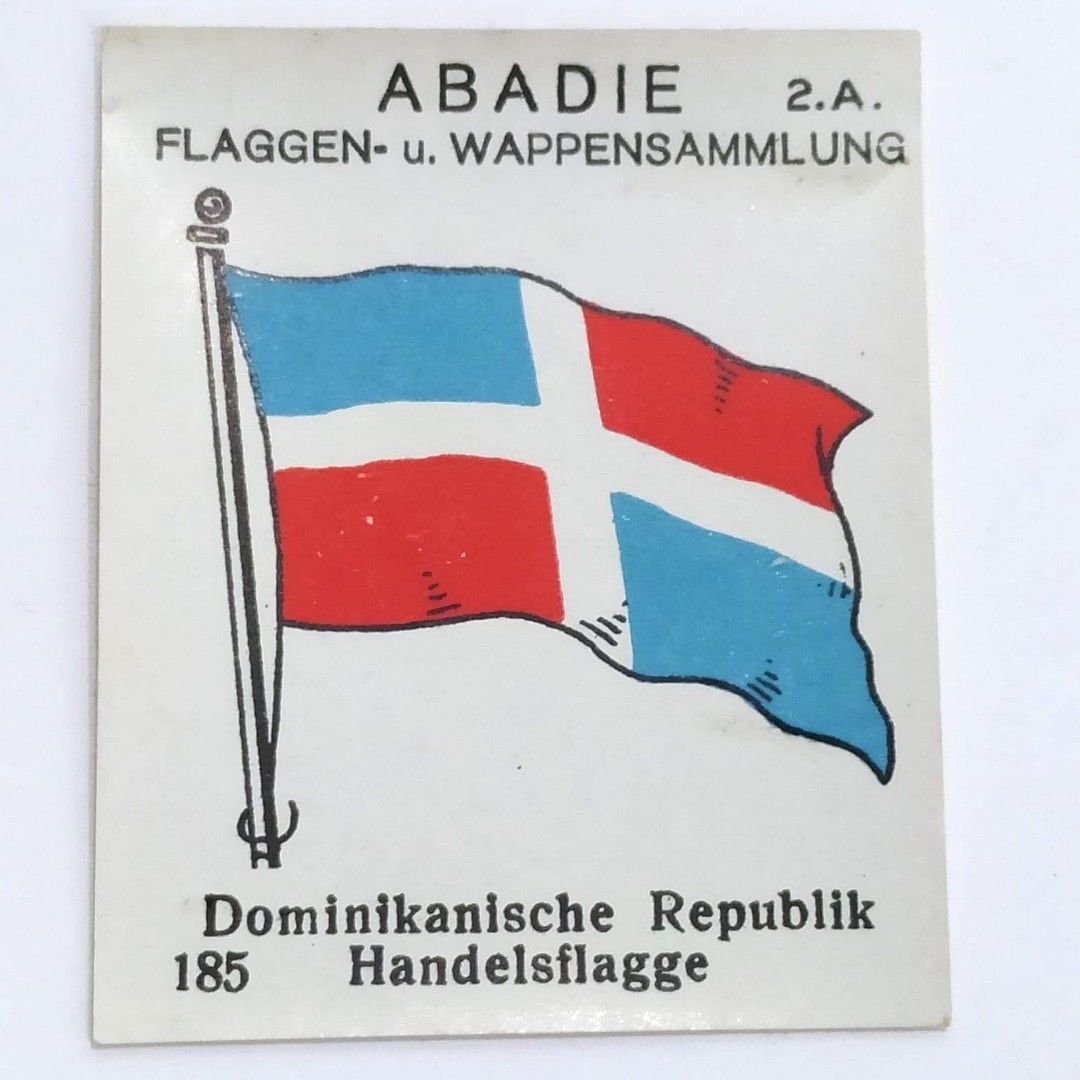 ABADIE 2.A.
FLAGGEN- u. WAPPENSAMMLUNG
Dominikanische Republik
185 Handelsflagge